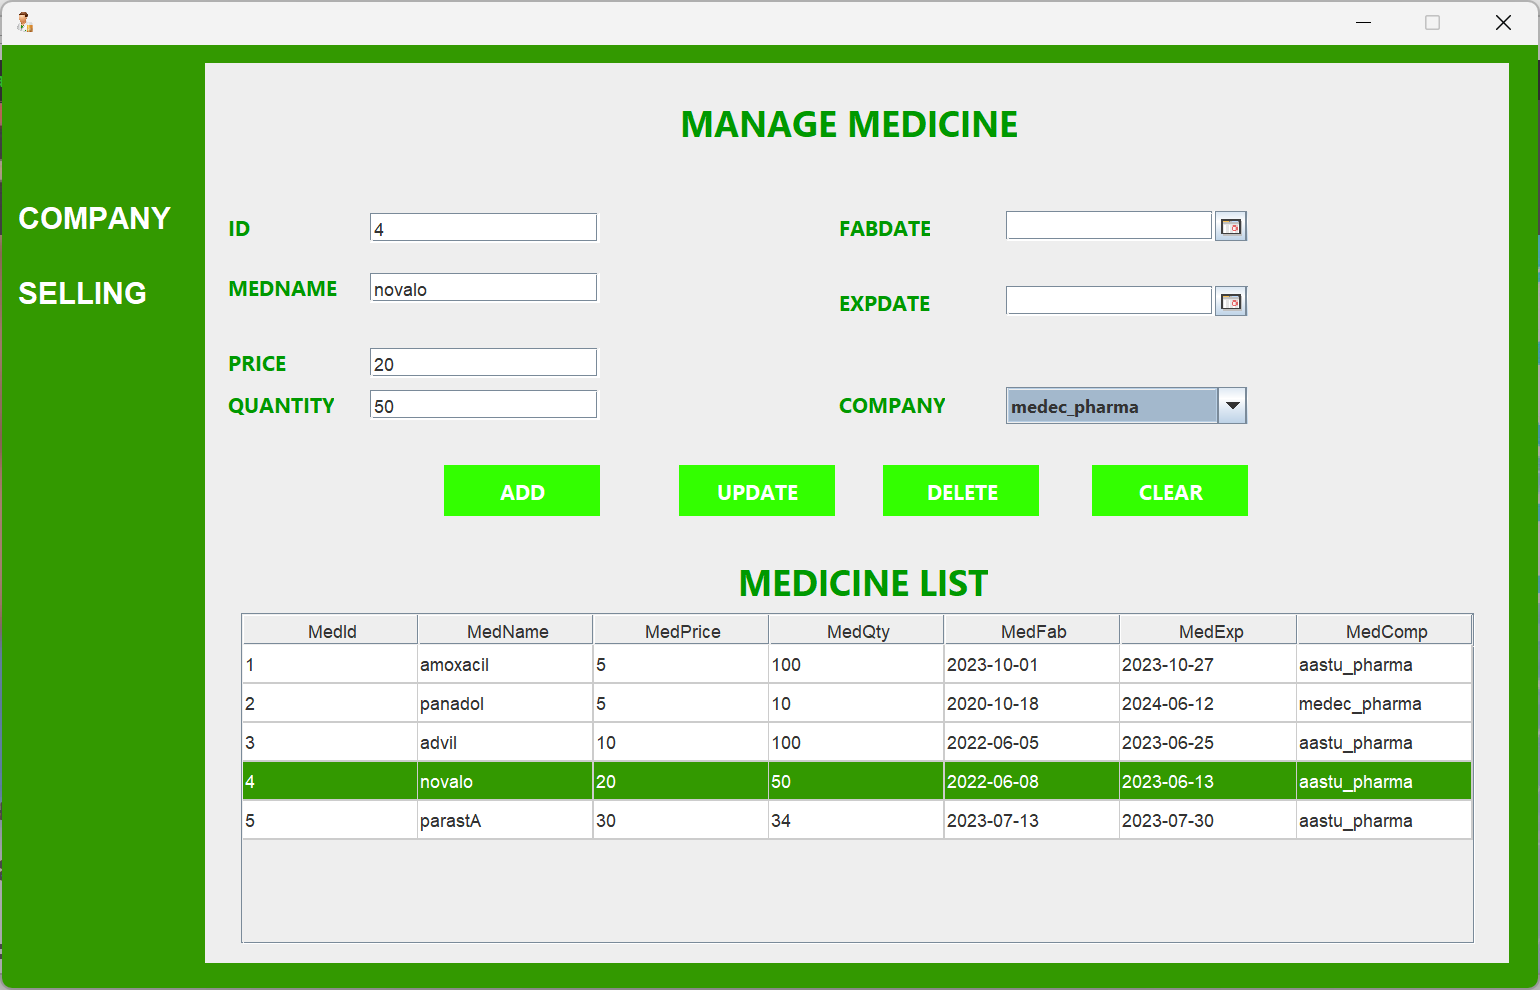 MANAGE MEDICINE
COMPANY
SELLING
ID 4 FABDATE
MEDNAME novalo EXPDATE
PRICE 20
QUANTITY 50 COMPANY medec_pharma
ADD UPDATE DELETE CLEAR
MEDICINE LIST
MedId MedName MedPrice MedQty MedFab MedExp MedComp
1 amoxacil 5 100 2023-10-01 2023-10-27 aastu_pharma
2 panadol 5 10 2020-10-18 2024-06-12 medec_pharma
3 advil 10 100 2022-06-05 2023-06-25 aastu_pharma
4 novalo 20 50 2022-06-08 2023-06-13 aastu_pharma
5 parastA 30 34 2023-07-13 2023-07-30 aastu_pharma